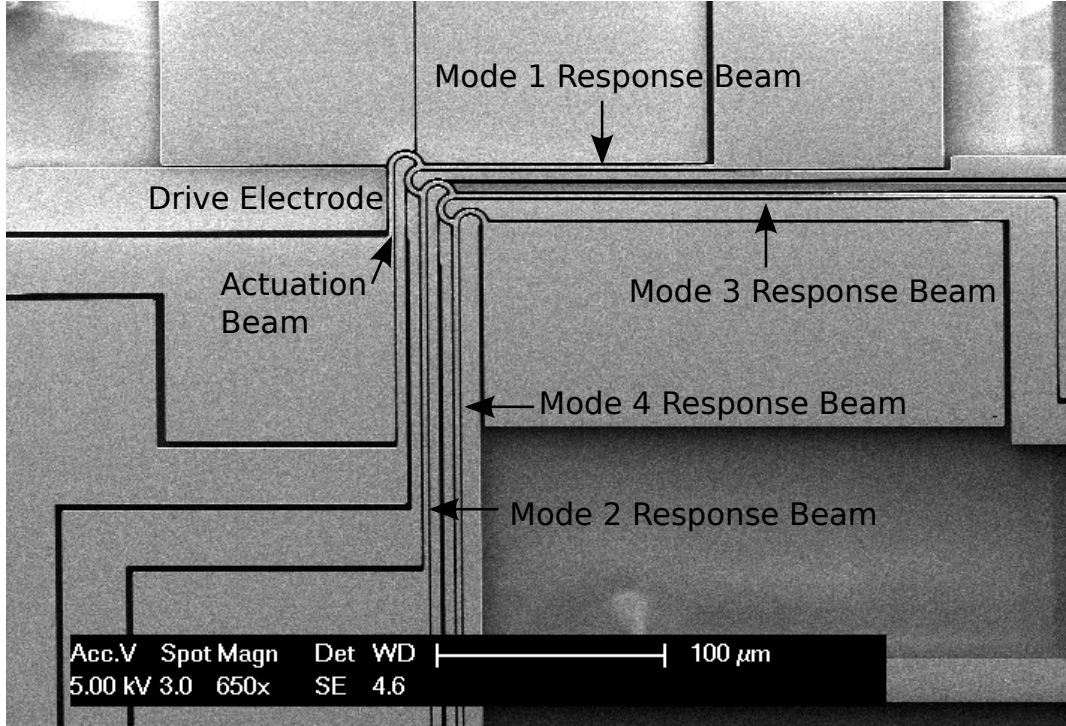 Mode 1 Response Beam
Drive Electrode
Actuation
Beam
Mode 3 Response Beam
Mode 4 Response Beam
Mode 2 Response Beam
Acc.V Spot Magn Det WD 100 µm
5.00 kV 3.0 650x SE 4.6